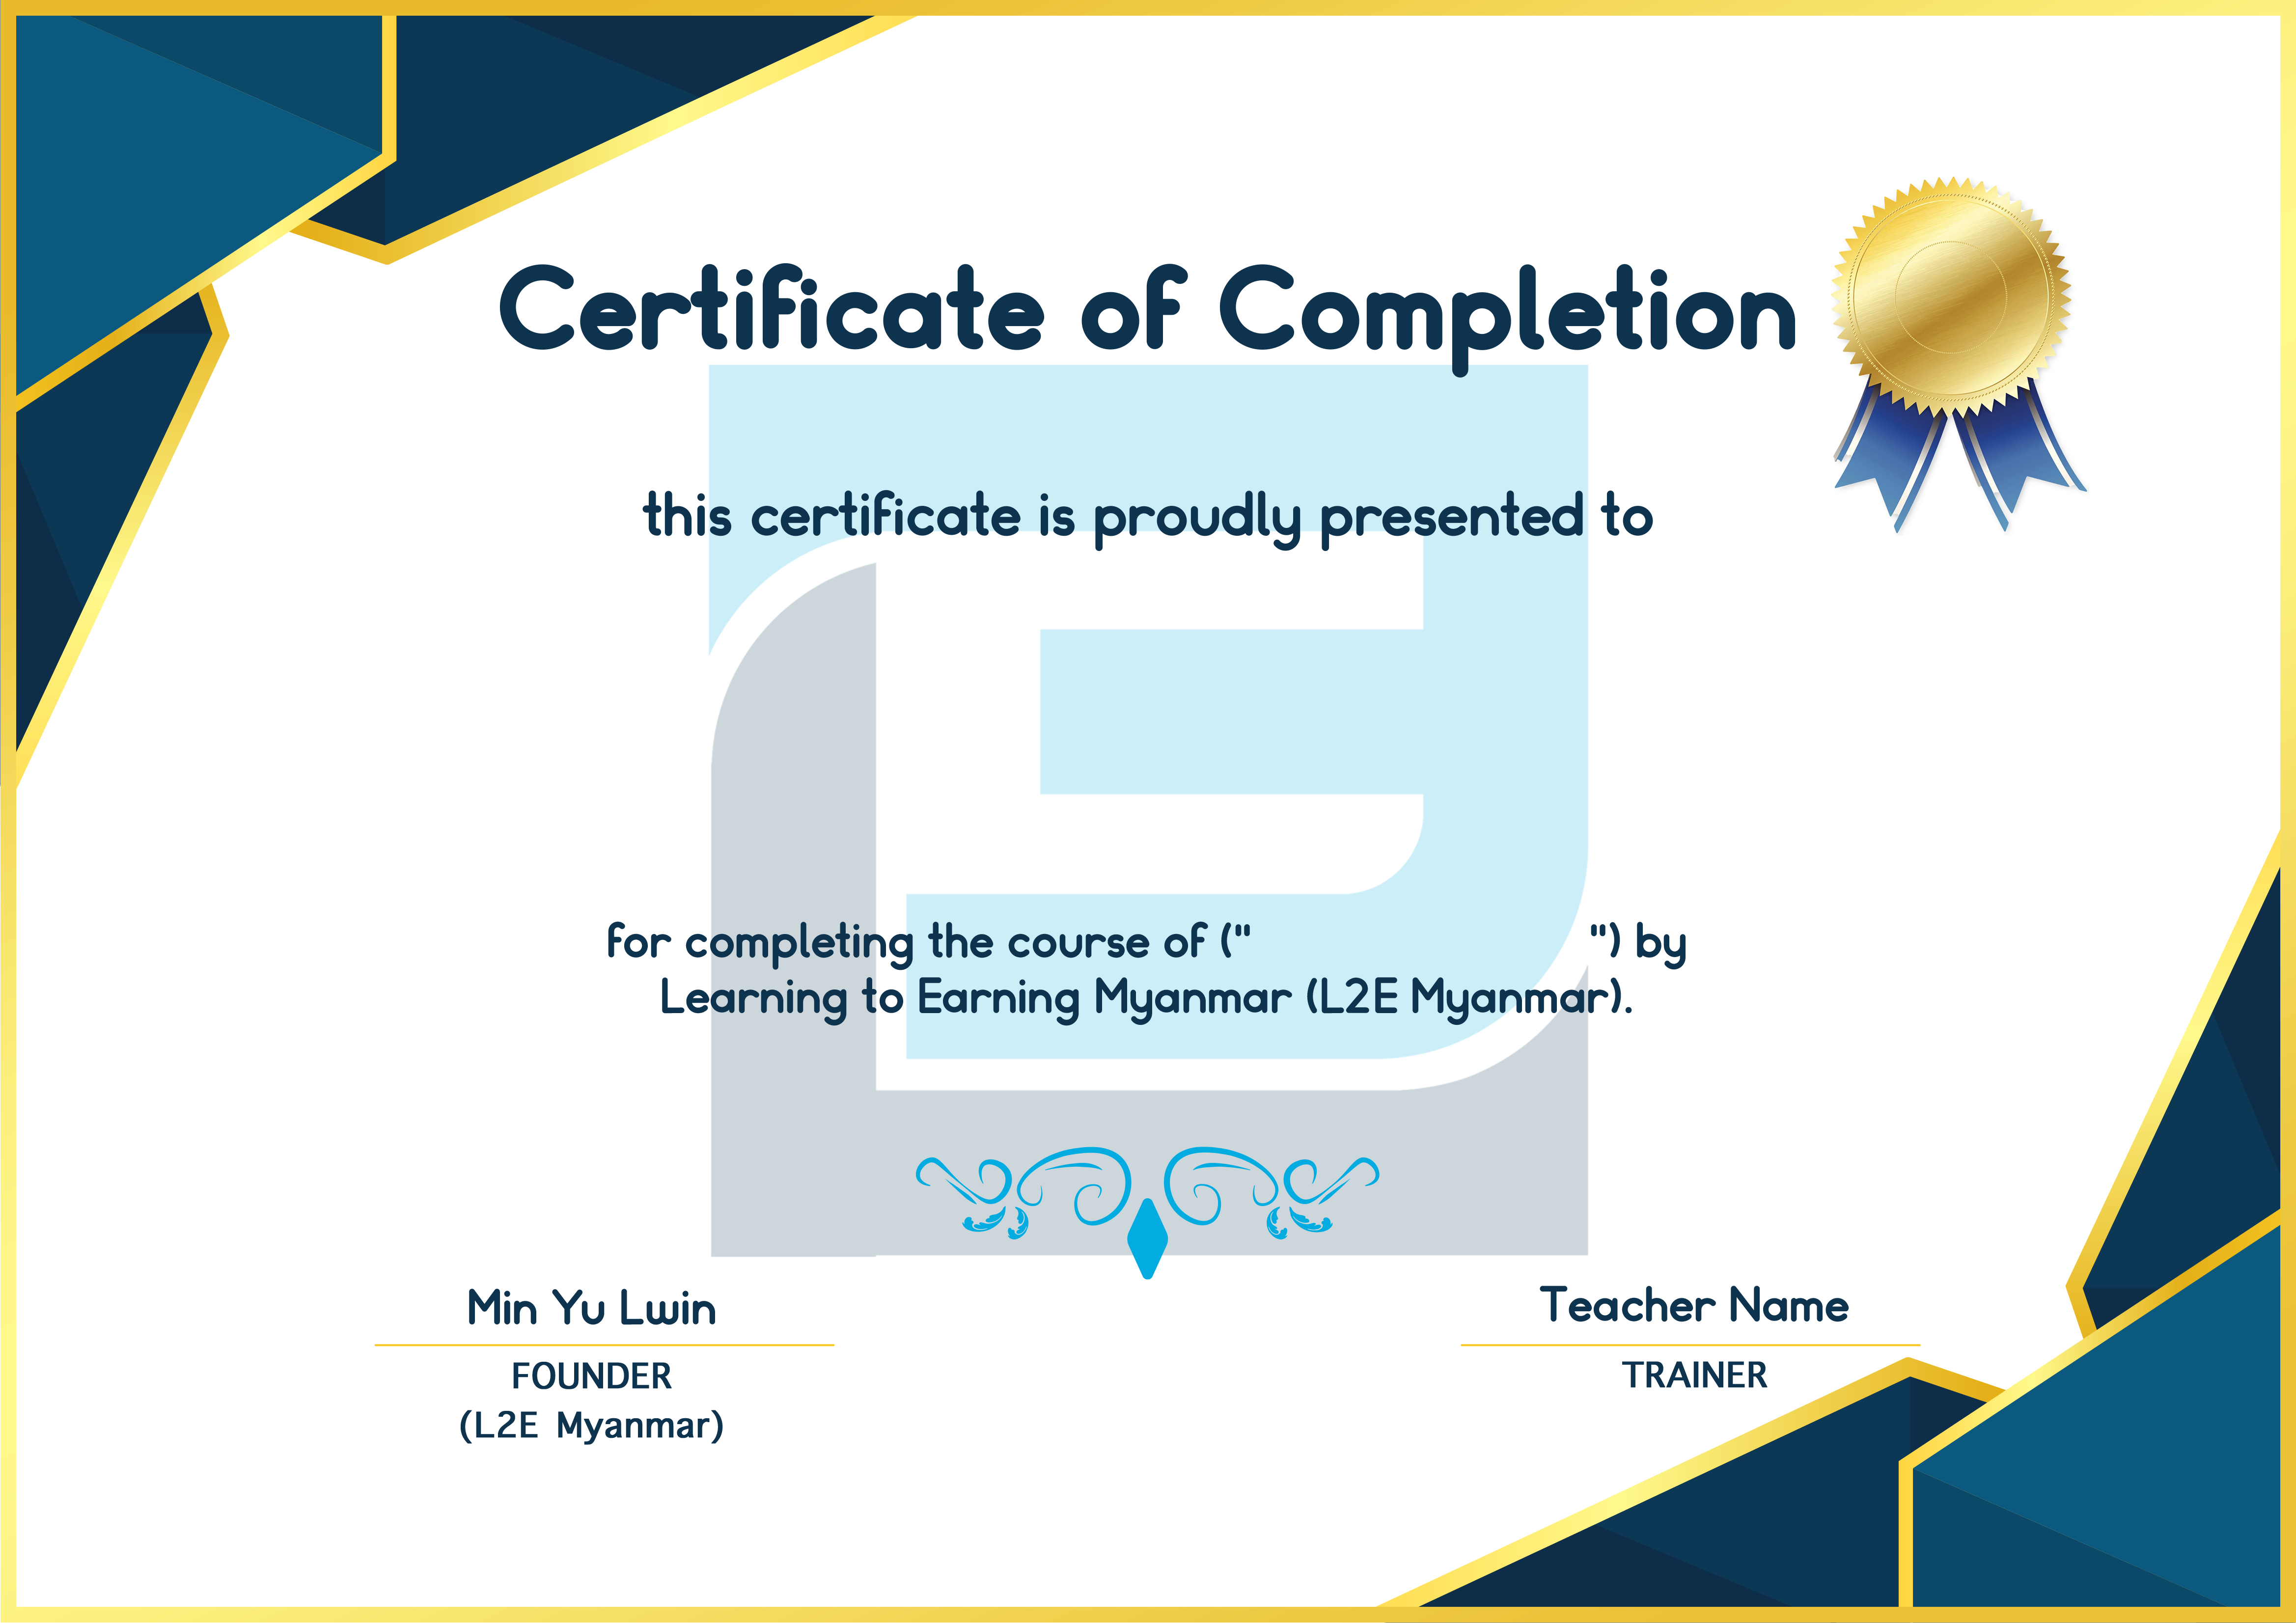 Certificate of Completion
this certificate is proudly presented to
for completing the course of (" ") by
Learning to Earning Myanmar (L2E Myanmar).
Min Yu Lwin
FOUNDER
(L2E Myanmar)
Teacher Name
TRAINER